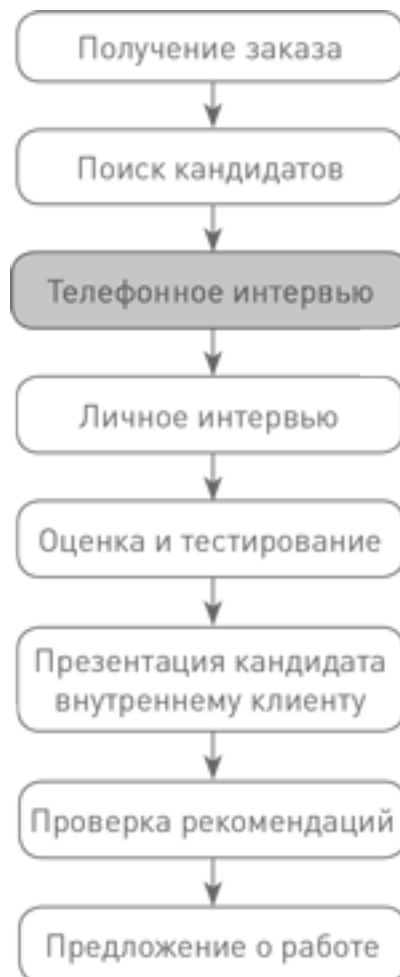 Получение заказа
Поиск кандидатов
Телефонное интервью
Личное интервью
Оценка и тестирование
Презентация кандидата
внутреннему клиенту
Проверка рекомендаций
Предложение о работе